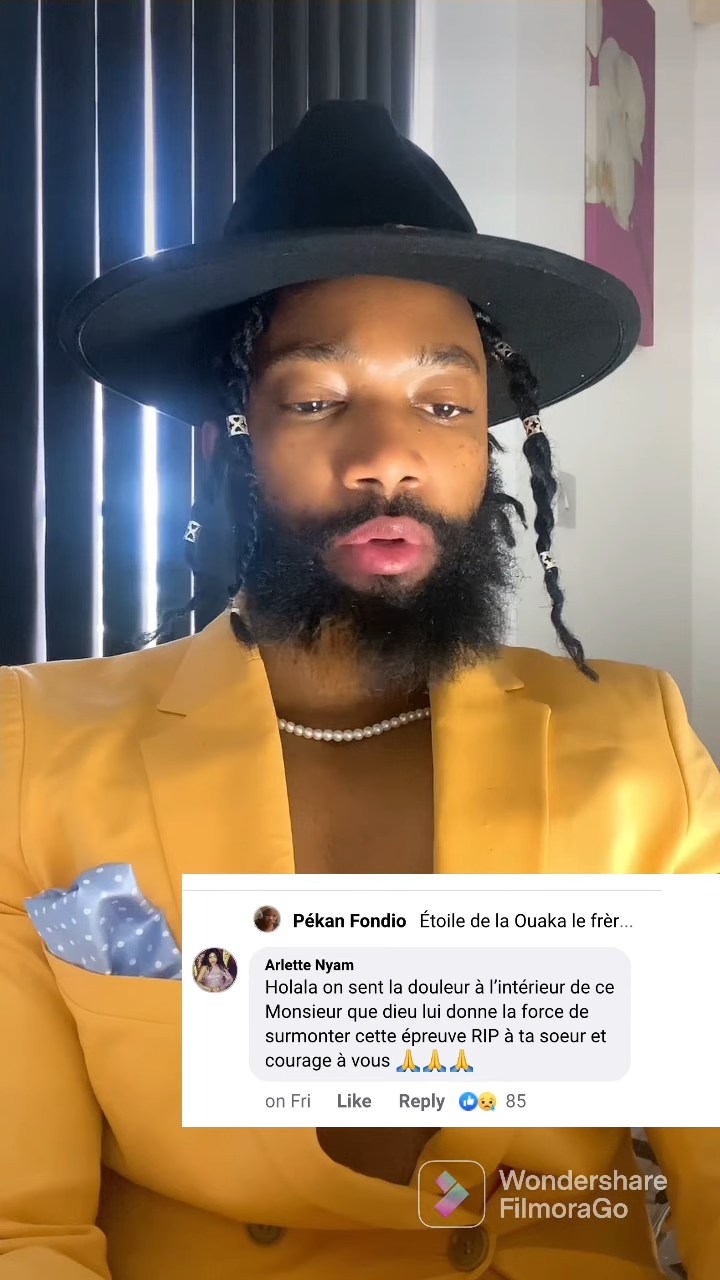 Pékan Fondio Étoile de la Ouaka le frèr...
Arlette Nyam
Holala on sent la douleur à l’intérieur de ce
Monsieur que dieu lui donne la force de
surmonter cette épreuve RIP à ta soeur et
courage à vous 🙏🙏🙏
on Fri Like Reply 85
Wondershare
FilmoraGo